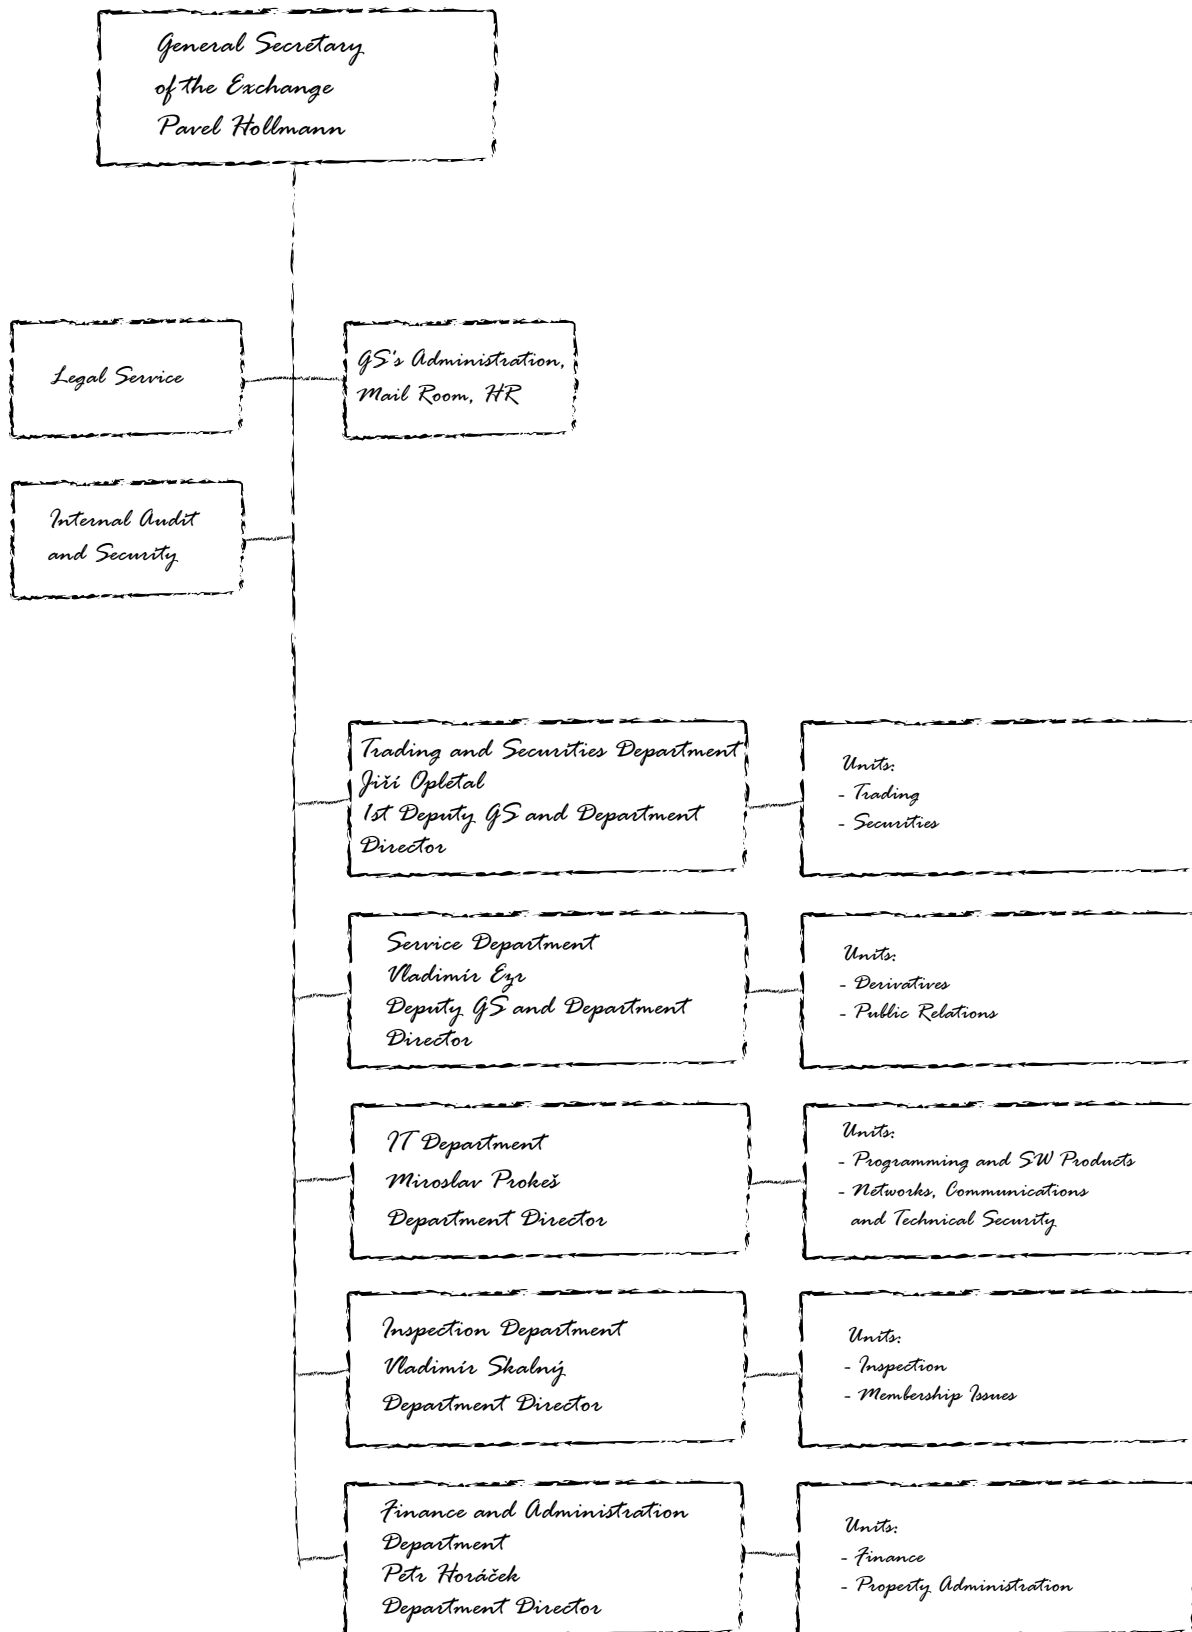 General Secretary
of the Exchange
Pavel Hollmann
Legal Service
GS's Administration,
Mail Room, HR
Internal Audit
and Security
Trading and Securities Department
Jiří Opletal
1st Deputy GS and Department
Director
Units:
- Trading
- Securities
Service Department
Vladimír Ezr
Deputy GS and Department
Director
Units:
- Derivatives
- Public Relations
IT Department
Miroslav Prokeš
Department Director
Units:
- Programming and SW Products
- Networks, Communications
and Technical Security
Inspection Department
Vladimír Skalný
Department Director
Units:
- Inspection
- Membership Issues
Finance and Administration
Department
Petr Horáček
Department Director
Units:
- Finance
- Property Administration